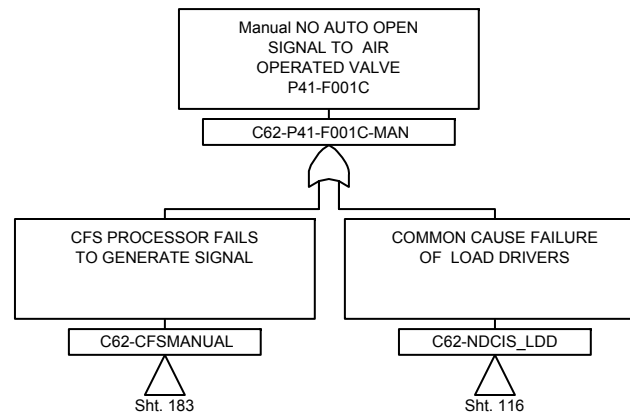 Manual NO AUTO OPEN
SIGNAL TO AIR
OPERATED VALVE
P41-F001C
C62-P41-F001C-MAN
CFS PROCESSOR FAILS
TO GENERATE SIGNAL
C62-CFSMANUAL
Sht. 183
COMMON CAUSE FAILURE
OF LOAD DRIVERS
C62-NDCIS_LDD
Sht. 116